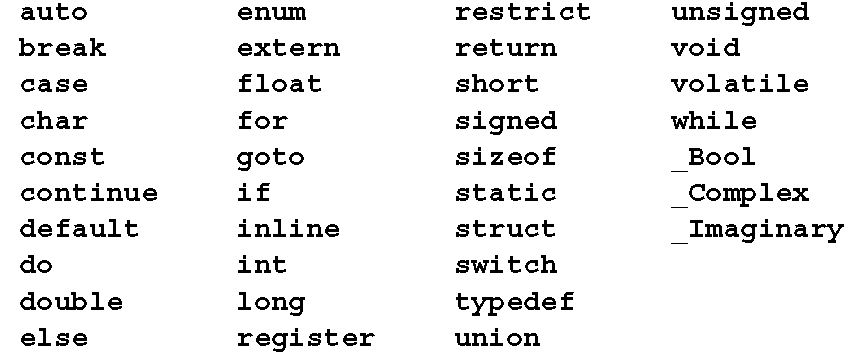 auto enum restrict unsigned
break extern return void
case float short volatile
char for signed while
const goto sizeof _Bool
continue if static _Complex
default inline struct _Imaginary
do int switch
double long typedef
else register union